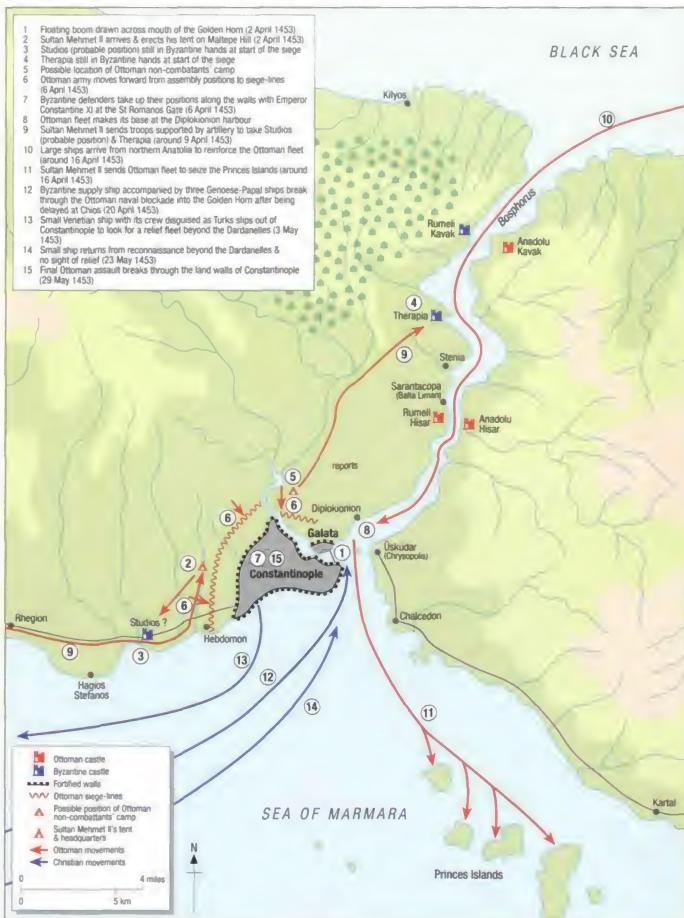 1 Floating boom drawn across mouth of the Golden Horn (2 April 1453)
2 Sultan Mehmet II arrives & erects his tent on Maltepe Hill (2 April 1453)
3 Studios (probable position) still in Byzantine hands at start of the siege
4 Therapia still in Byzantine hands at start of the siege
5 Possible location of Ottoman non-combatants' camp
6 Ottoman army moves forward from assembly positions to siege-lines
(6 April 1453)
7 Byzantine defenders take up their positions along the walls with Emperor
Constantine XI at the St Romanos Gate (6 April 1453)
8 Ottoman fleet makes its base at the Diplokionion harbour
9 Sultan Mehmet II sends troops supported by artillery to take Studios
(probable position) & Therapia (around 9 April 1453)
10 Large ships arrive from northern Anatolia to reinforce the Ottoman fleet
(around 16 April 1453)
11 Sultan Mehmet II sends Ottoman fleet to seize the Princes Islands (around
16 April 1453)
12 Byzantine supply ship accompanied by three Genoese-Papal ships break
through the Ottoman naval blockade into the Golden Horn after being
delayed at Chios (20 April 1453)
13 Small Venetian ship with its crew disguised as Turks slips out of
Constantinople to look for a relief fleet beyond the Dardanelles (3 May
1453)
14 Small ship returns from reconnaissance beyond the Dardanelles &
no sight of relief (23 May 1453)
15 Final Ottoman assault breaks through the land walls of Constantinople
(29 May 1453)
BLACK SEA
Kilyos
10
Bosphorus
Rumeli
Kavak
Anadolu
Kavak
4
Therapia
9
Stenia
Sarantacopa
(Balta Liman)
Rumeli
Hisar
Anadolu
Hisar
reports
5
6
Diplokionion
6
Galata
8
1
Üsküdar
(Chrysopolis)
7 15
Constantinople
2
6
Rhegion
Studios ?
Hebdomon
Chalcedon
9
3
Hagios
Stefanos
13
12
14
11
Ottoman castle
Byzantine castle
Fortified walls
Ottoman siege-lines
Possible position of Ottoman
non-combatants' camp
Sultan Mehmet II's tent
& headquarters
Ottoman movements
Christian movements
0 4 miles
0 5 km
N
SEA OF MARMARA
Kartal
Princes Islands